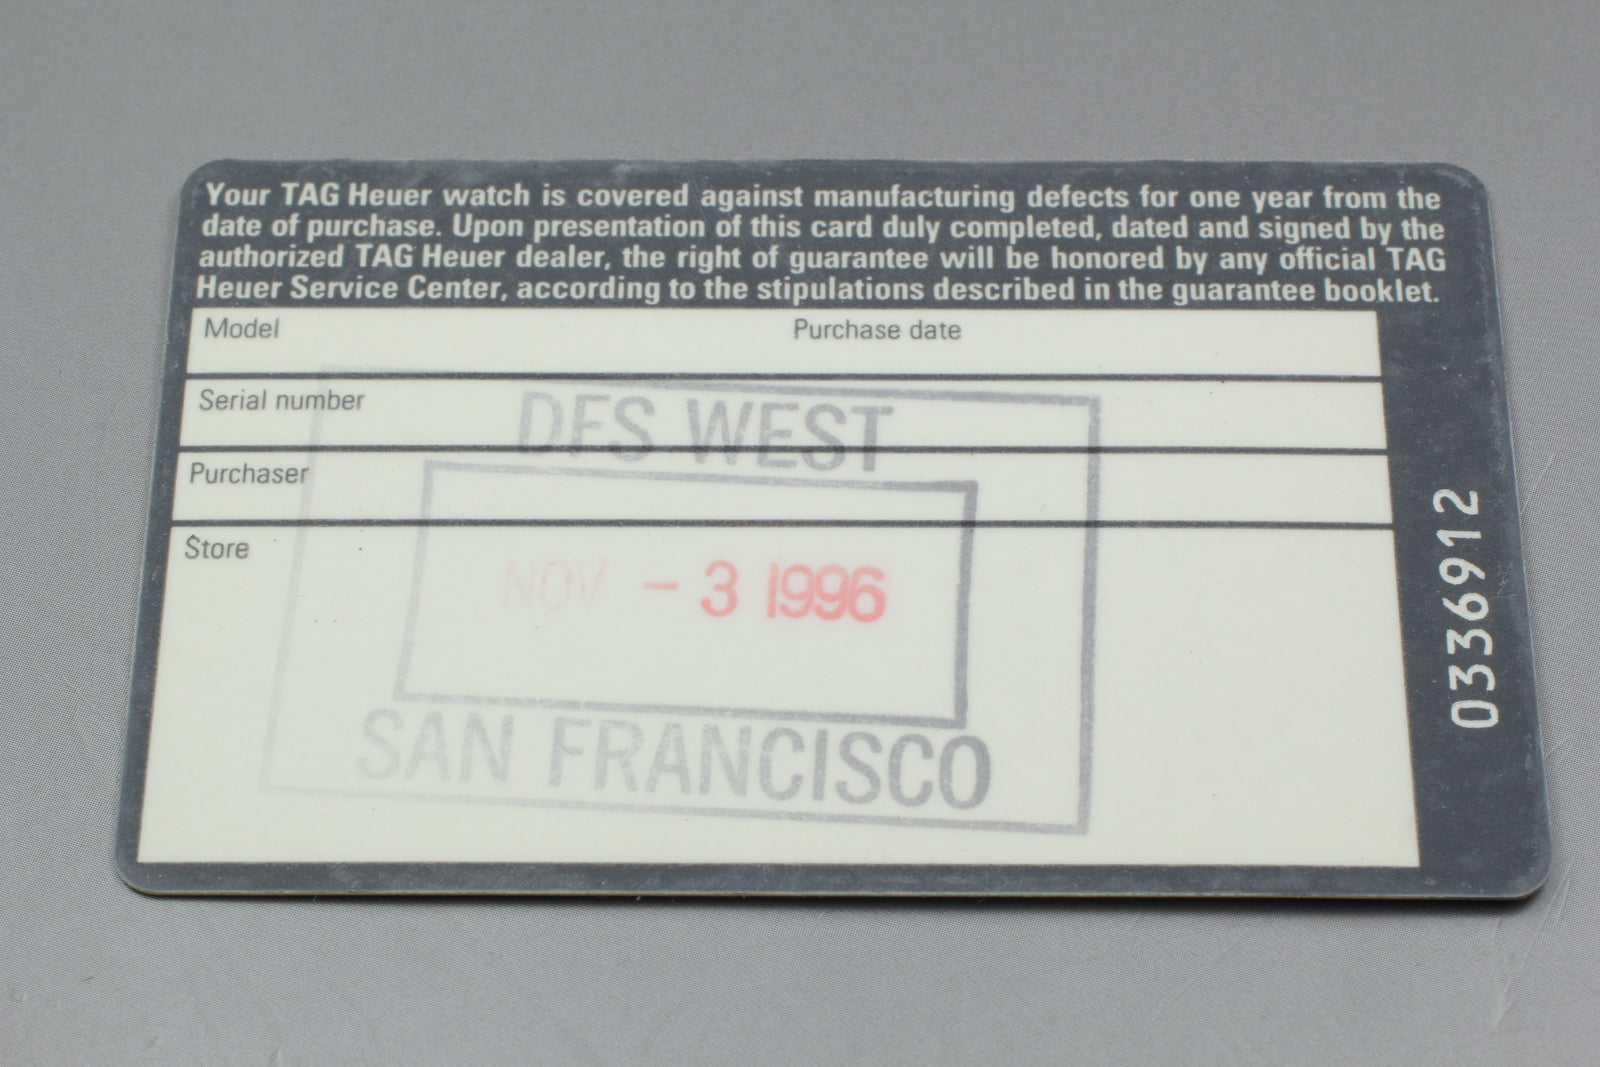 Your TAG Heuer watch is covered against manufacturing defects for one year from the
date of purchase. Upon presentation of this card duly completed, dated and signed by the
authorized TAG Heuer dealer, the right of guarantee will be honored by any official TAG
Heuer Service Center, according to the stipulations described in the guarantee booklet.
Model Purchase date
Serial number
DFS WEST
Purchaser
Store
NOV - 3 1996
SAN FRANCISCO
0336912